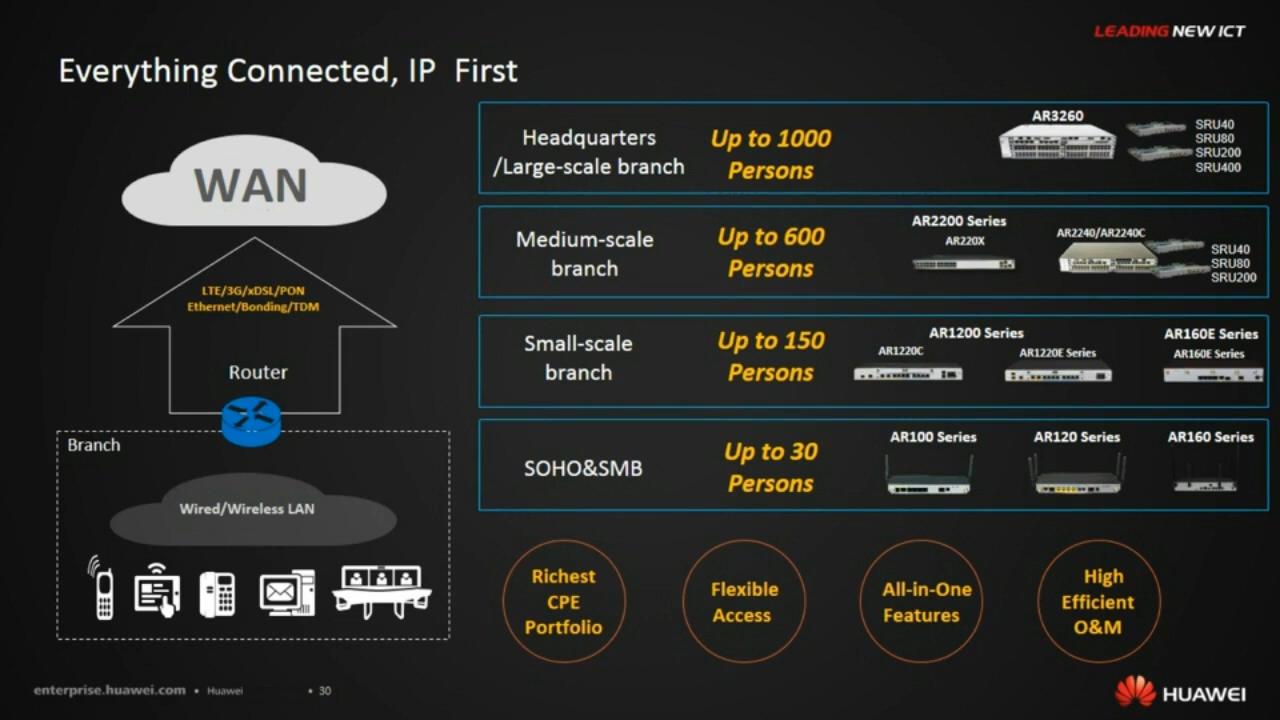 LEADING NEW ICT
Everything Connected, IP First
WAN
LTE/3G/xDSL/PON
Ethernet/Bonding/TDM
Router
Branch
Wired/Wireless LAN
Headquarters
/Large-scale branch
Up to 1000
Persons
AR3260
SRU40
SRU80
SRU200
SRU400
Medium-scale
branch
Up to 600
Persons
AR2200 Series
AR220X
AR2240/AR2240C
SRU40
SRU80
SRU200
Small-scale
branch
Up to 150
Persons
AR1200 Series
AR1220C
AR1220E Series
AR160E Series
AR160E Series
SOHO&SMB
Up to 30
Persons
AR100 Series
AR120 Series
AR160 Series
Richest
CPE
Portfolio
Flexible
Access
All-in-One
Features
High
Efficient
O&M
enterprise.huawei.com • Huawei • 30
HUAWEI